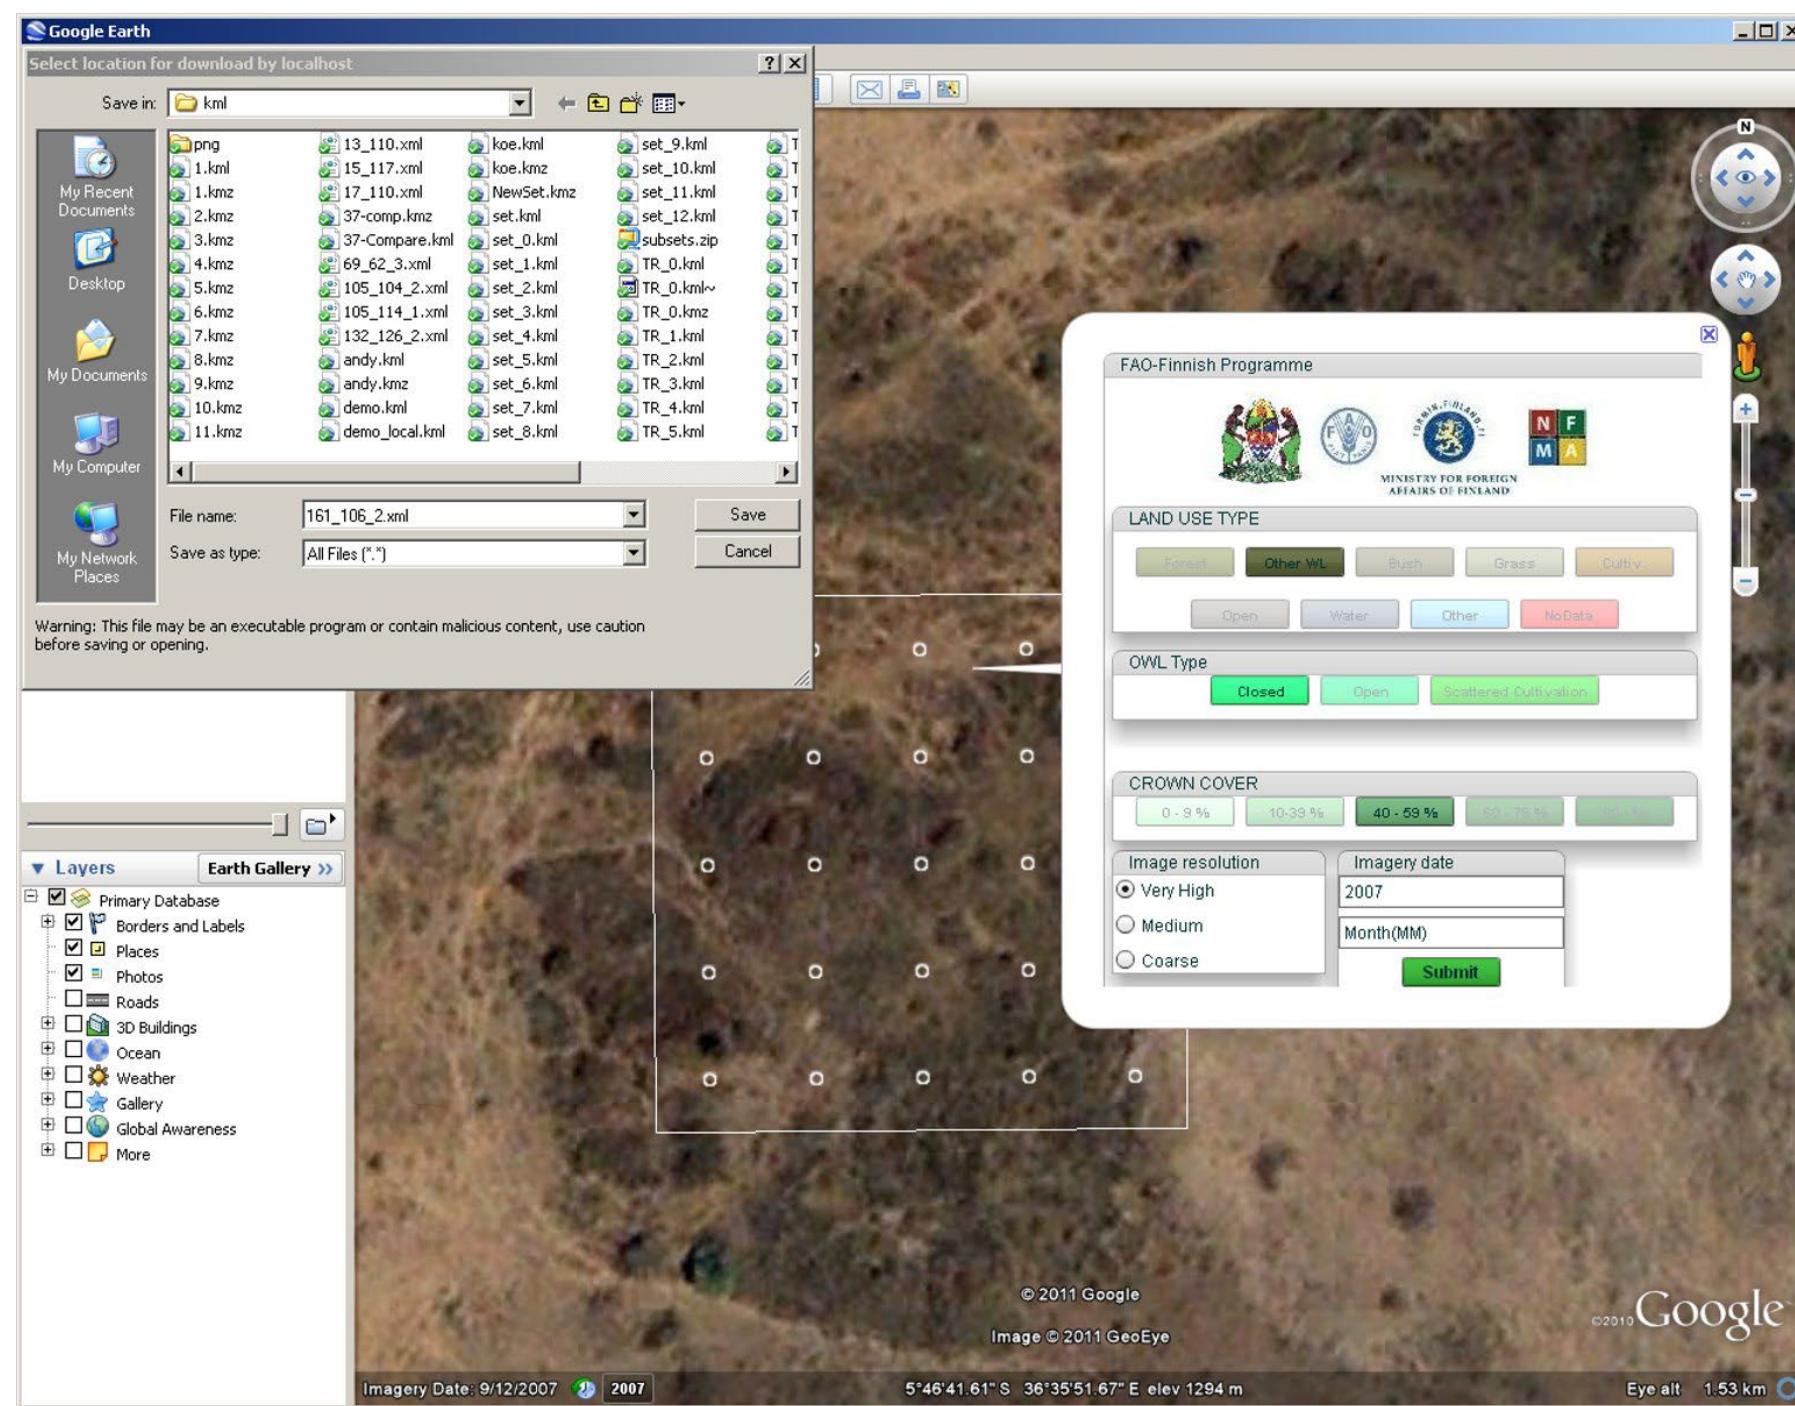 Google Earth
Select location for download by localhost
Save in: kml
My Recent
Documents
Desktop
My Documents
My Computer
My Network
Places
png
1.kml
1.kmz
2.kmz
3.kmz
4.kmz
5.kmz
6.kmz
7.kmz
8.kmz
9.kmz
10.kmz
11.kmz
13_110.xml
15_117.xml
17_110.xml
37-comp.kmz
37-Compare.kml
69_62_3.xml
105_104_2.xml
105_114_1.xml
132_126_2.xml
andy.kml
andy.kmz
demo.kml
demo_local.kml
koe.kml
koe.kmz
NewSet.kmz
set.kml
set_0.kml
set_1.kml
set_2.kml
set_3.kml
set_4.kml
set_5.kml
set_6.kml
set_7.kml
set_8.kml
set_9.kml
set_10.kml
set_11.kml
set_12.kml
subsets.zip
TR_0.kml
TR_0.kml~
TR_0.kmz
TR_1.kml
TR_2.kml
TR_3.kml
TR_4.kml
TR_5.kml
File name: 161_106_2.xml Save
Save as type: All Files (*.*) Cancel
Warning: This file may be an executable program or contain malicious content, use caution
before saving or opening.
Layers Earth Gallery >>
Primary Database
Borders and Labels
Places
Photos
Roads
3D Buildings
Ocean
Weather
Gallery
Global Awareness
More
N
FAO-Finnish Programme
FAO
FORMIN.FINLAND.FI
N F
M A
MINISTRY FOR FOREIGN
AFFAIRS OF FINLAND
LAND USE TYPE
Forest Other WL Bush Grass Cultiv.
Open Water Other NoData
OWL Type
Closed Open Scattered Cultivation
CROWN COVER
0 - 9 % 10-39 % 40 - 59 % 60 - 79 %
Image resolution
Very High
Medium
Coarse
Imagery date
2007
Month(MM)
Submit
© 2011 Google
Image © 2011 GeoEye
©2010 Google
Imagery Date: 9/12/2007 2007 5°46'41.61" S 36°35'51.67" E elev 1294 m Eye alt 1.53 km